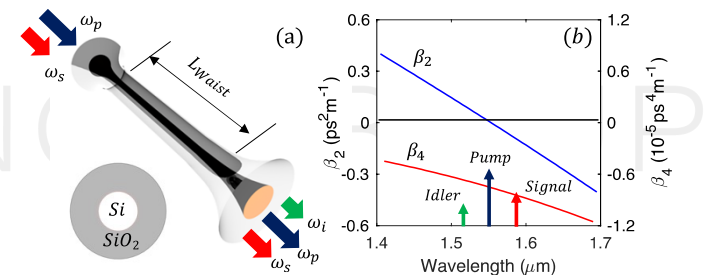 (a)
ω_p
ω_s
L_Waist
Si
SiO_2
ω_i
ω_p
ω_s
(b)
0.6
0.3
0
-0.3
-0.6
β_2 (ps^2m^-1)
1.2
0.6
0
-0.6
-1.2
β_4 (10^-5 ps^4m^-1)
β_2
β_4
Pump
Signal
Idler
1.4 1.5 1.6 1.7
Wavelength (μm)